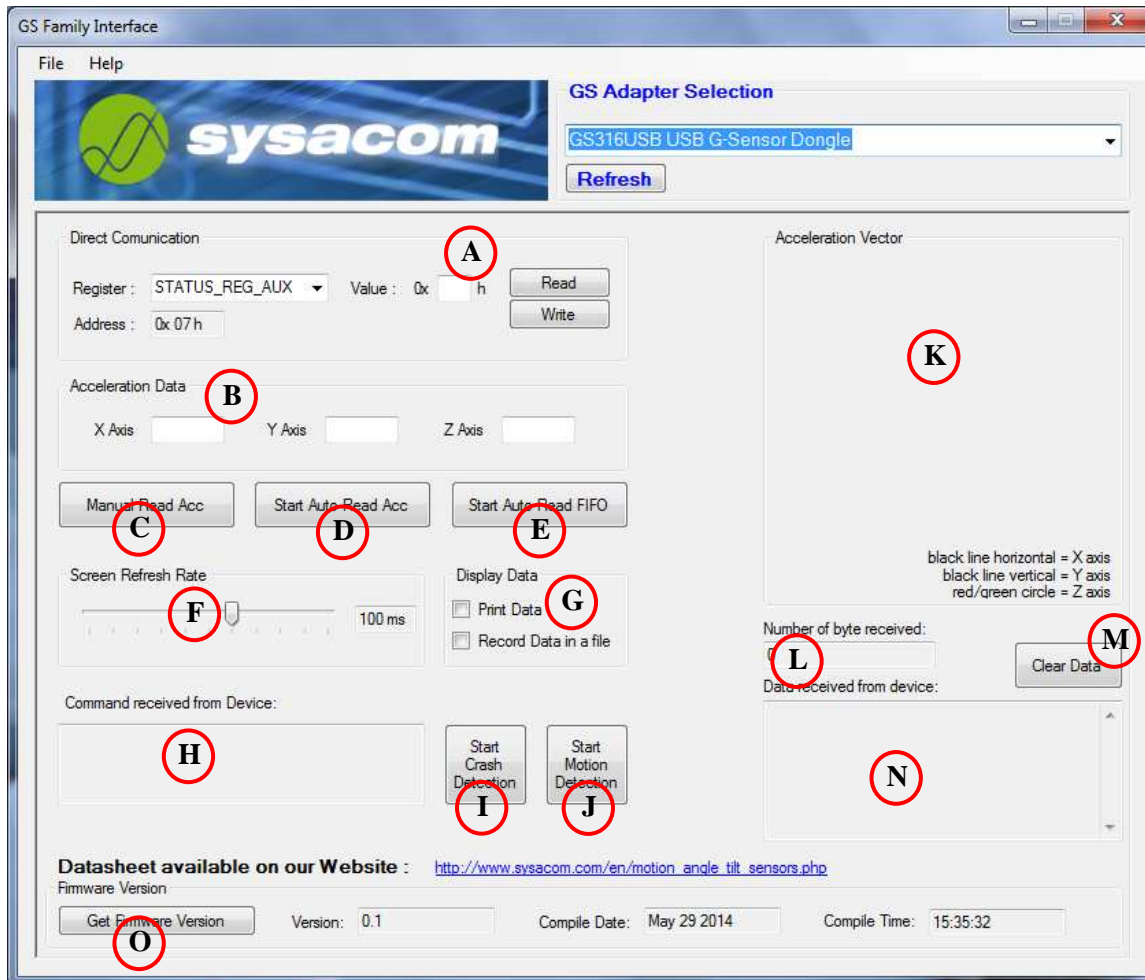 GS Family Interface
File Help
sysacom
GS Adapter Selection
GS316USB USB G-Sensor Dongle
Refresh
Direct Comunication
A
Register : STATUS_REG_AUX Value : 0x h Read
Address : 0x 07 h Write
Acceleration Data
B
X Axis Y Axis Z Axis
Manual Read Acc Start Auto Read Acc Start Auto Read FIFO
C D E
Screen Refresh Rate
F
100 ms
Display Data
Print Data
G
Record Data in a file
Acceleration Vector
K
black line horizontal = X axis
black line vertical = Y axis
red/green circle = Z axis
Number of byte received:
L
Clear Data
M
Data received from device:
N
Command received from Device:
H
Start
Crash
Detection
I
Start
Motion
Detection
J
Datasheet available on our Website : http://www.sysacom.com/en/motion_angle_tilt_sensors.php
Firmware Version
Get Firmware Version Version: 0.1 Compile Date: May 29 2014 Compile Time: 15:35:32
O